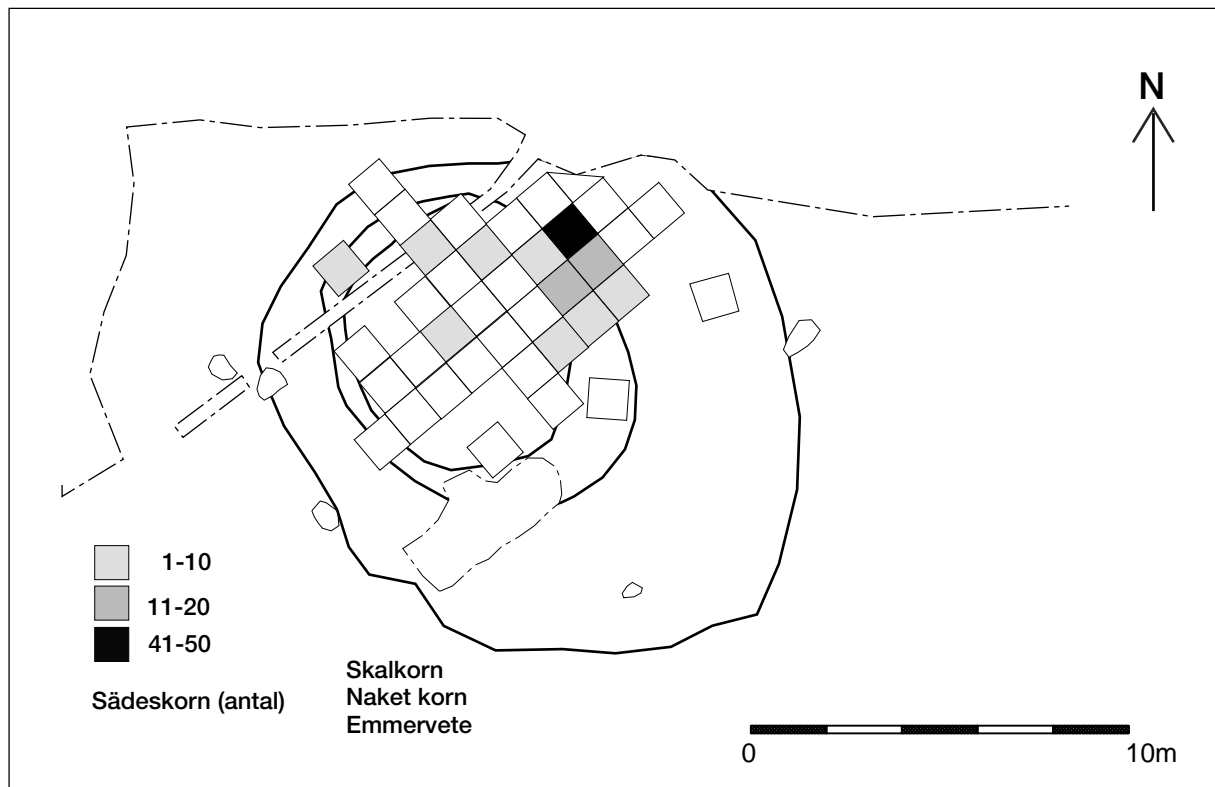 N
1-10
11-20
41-50
Sädeskorn (antal)
Skalkorn
Naket korn
Emmervete
0 10m